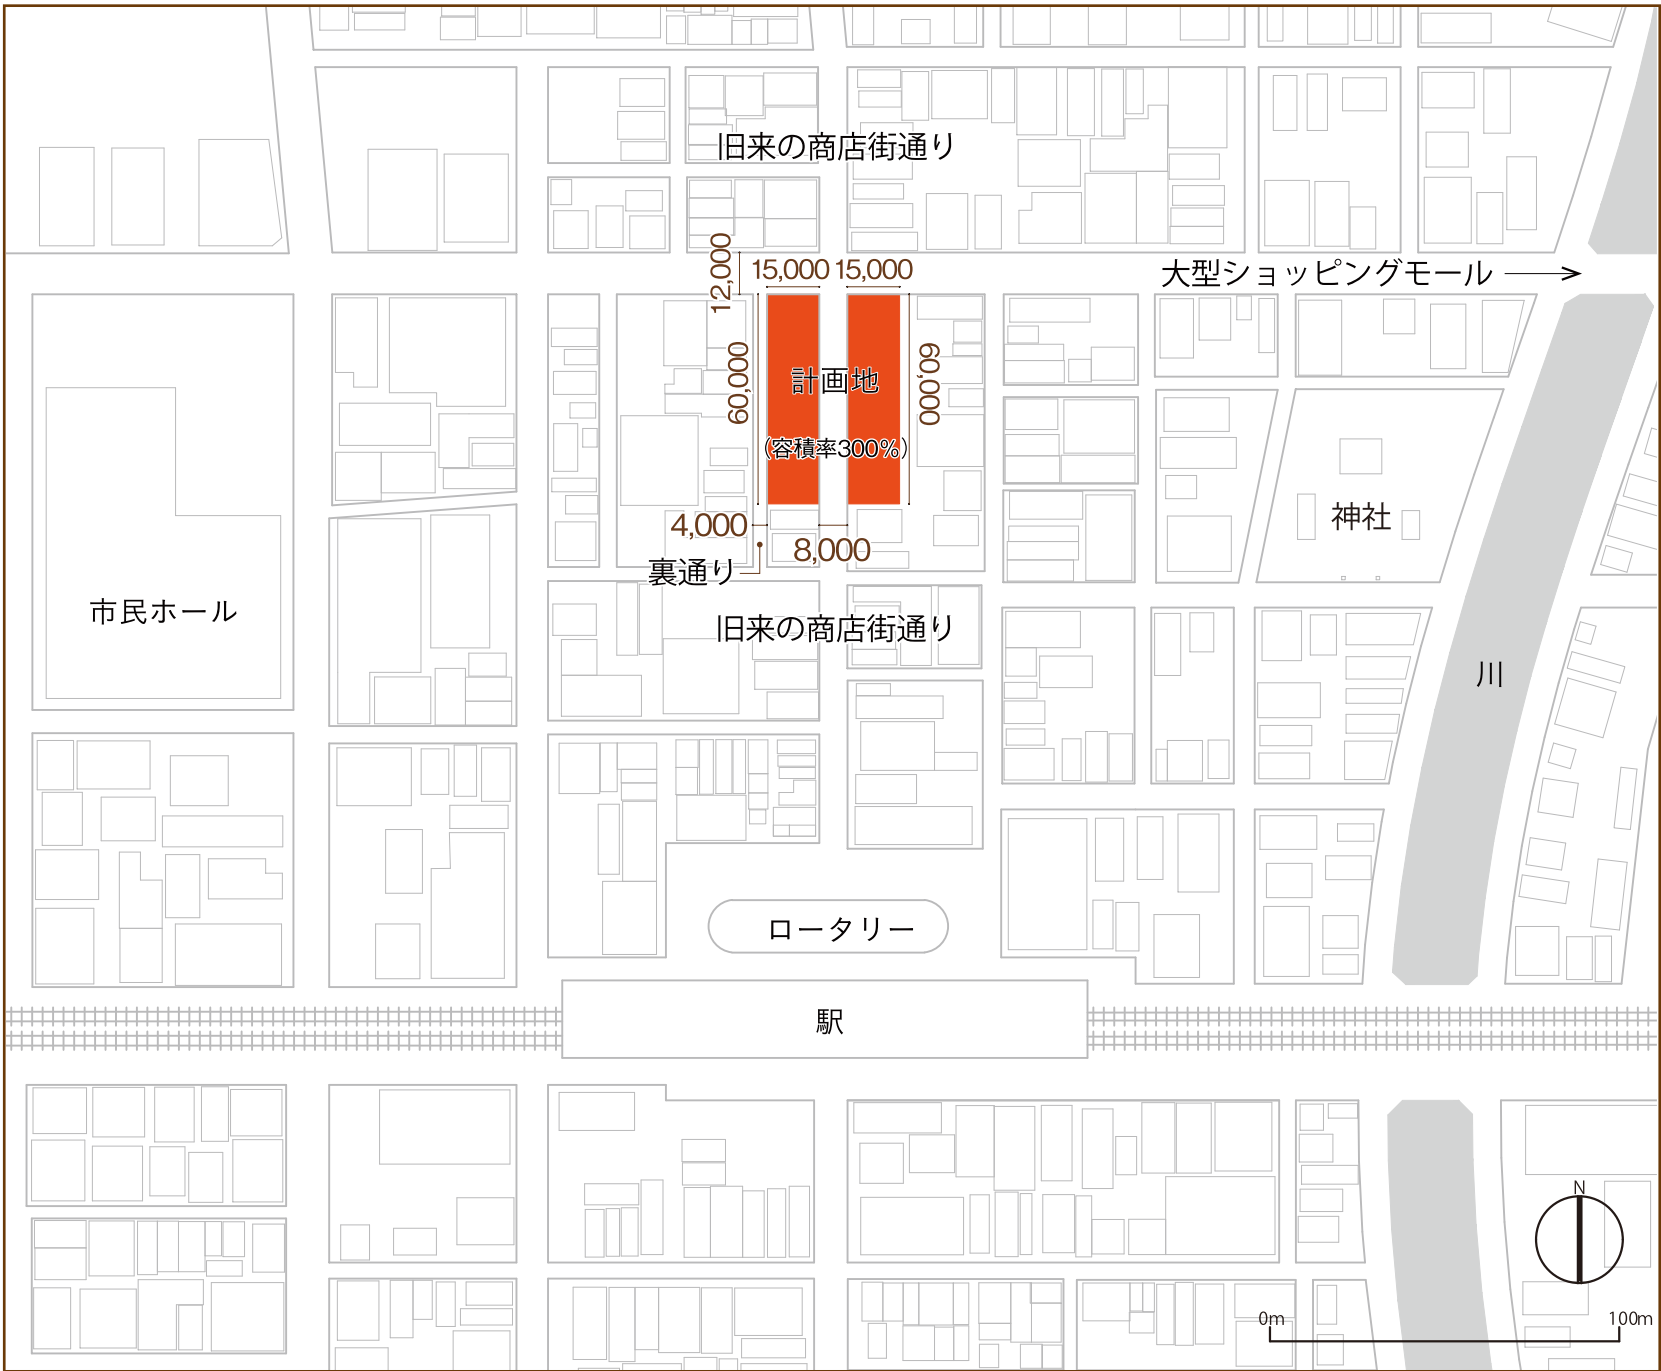 旧来の商店街通り
12,000
15,000
15,000
大型ショッピングモール
60,000
計画地
60,000
(容積率300%)
4,000
8,000
裏通り
神社
市民ホール
旧来の商店街通り
川
ロータリー
駅
N
0m
100m